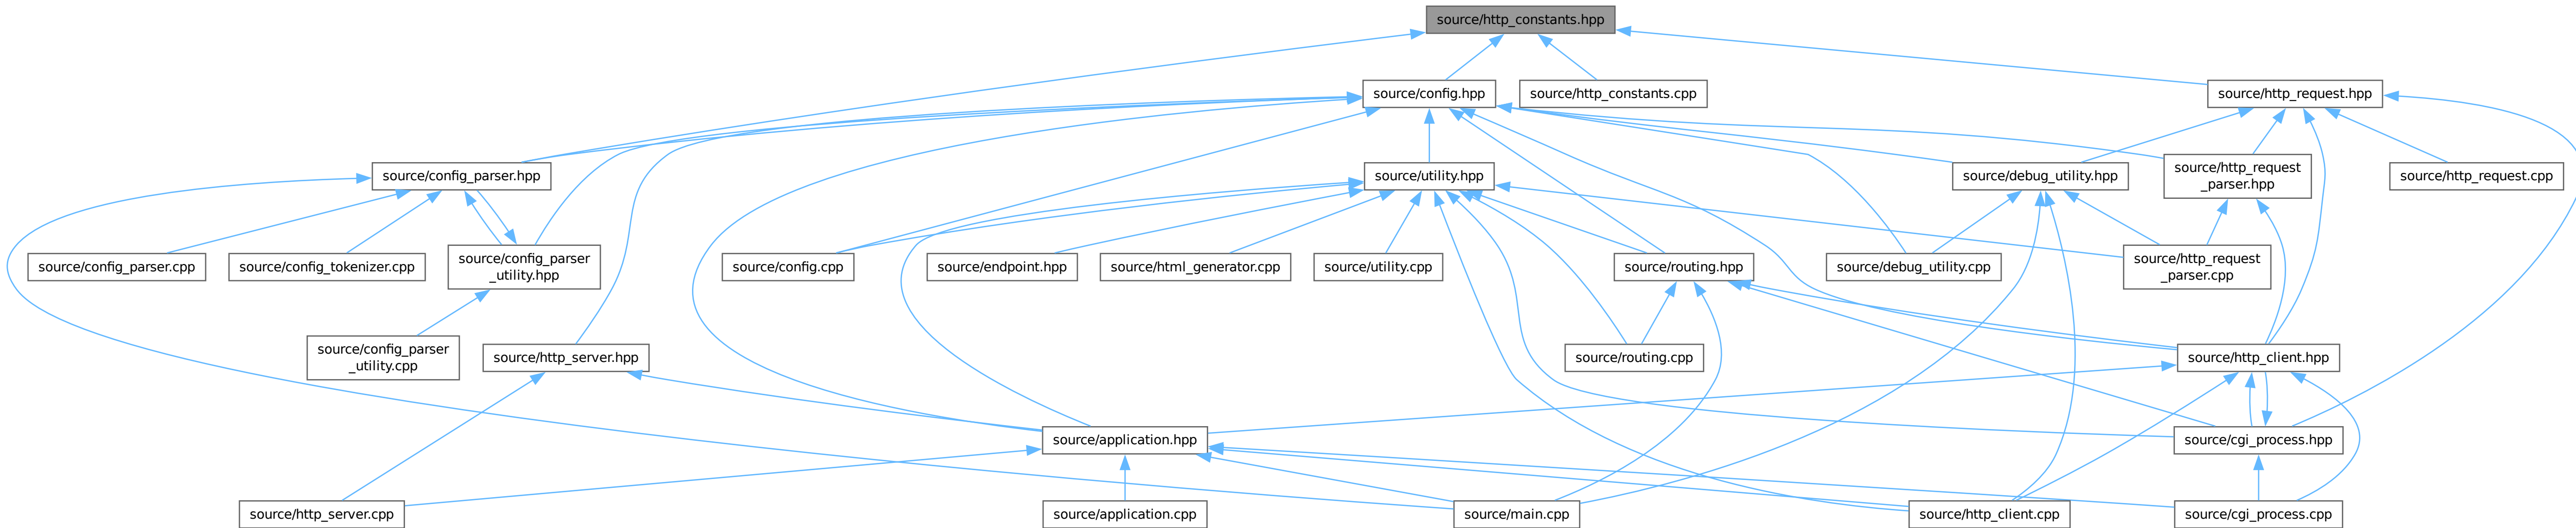 source/http_constants.hpp
source/config.hpp
source/http_constants.cpp
source/http_request.hpp
source/config_parser.hpp
source/utility.hpp
source/debug_utility.hpp
source/http_request
_parser.hpp
source/http_request.cpp
source/config_parser.cpp
source/config_tokenizer.cpp
source/config_parser
_utility.hpp
source/config.cpp
source/endpoint.hpp
source/html_generator.cpp
source/utility.cpp
source/routing.hpp
source/debug_utility.cpp
source/http_request
_parser.cpp
source/config_parser
_utility.cpp
source/http_server.hpp
source/routing.cpp
source/http_client.hpp
source/application.hpp
source/cgi_process.hpp
source/http_server.cpp
source/application.cpp
source/main.cpp
source/http_client.cpp
source/cgi_process.cpp